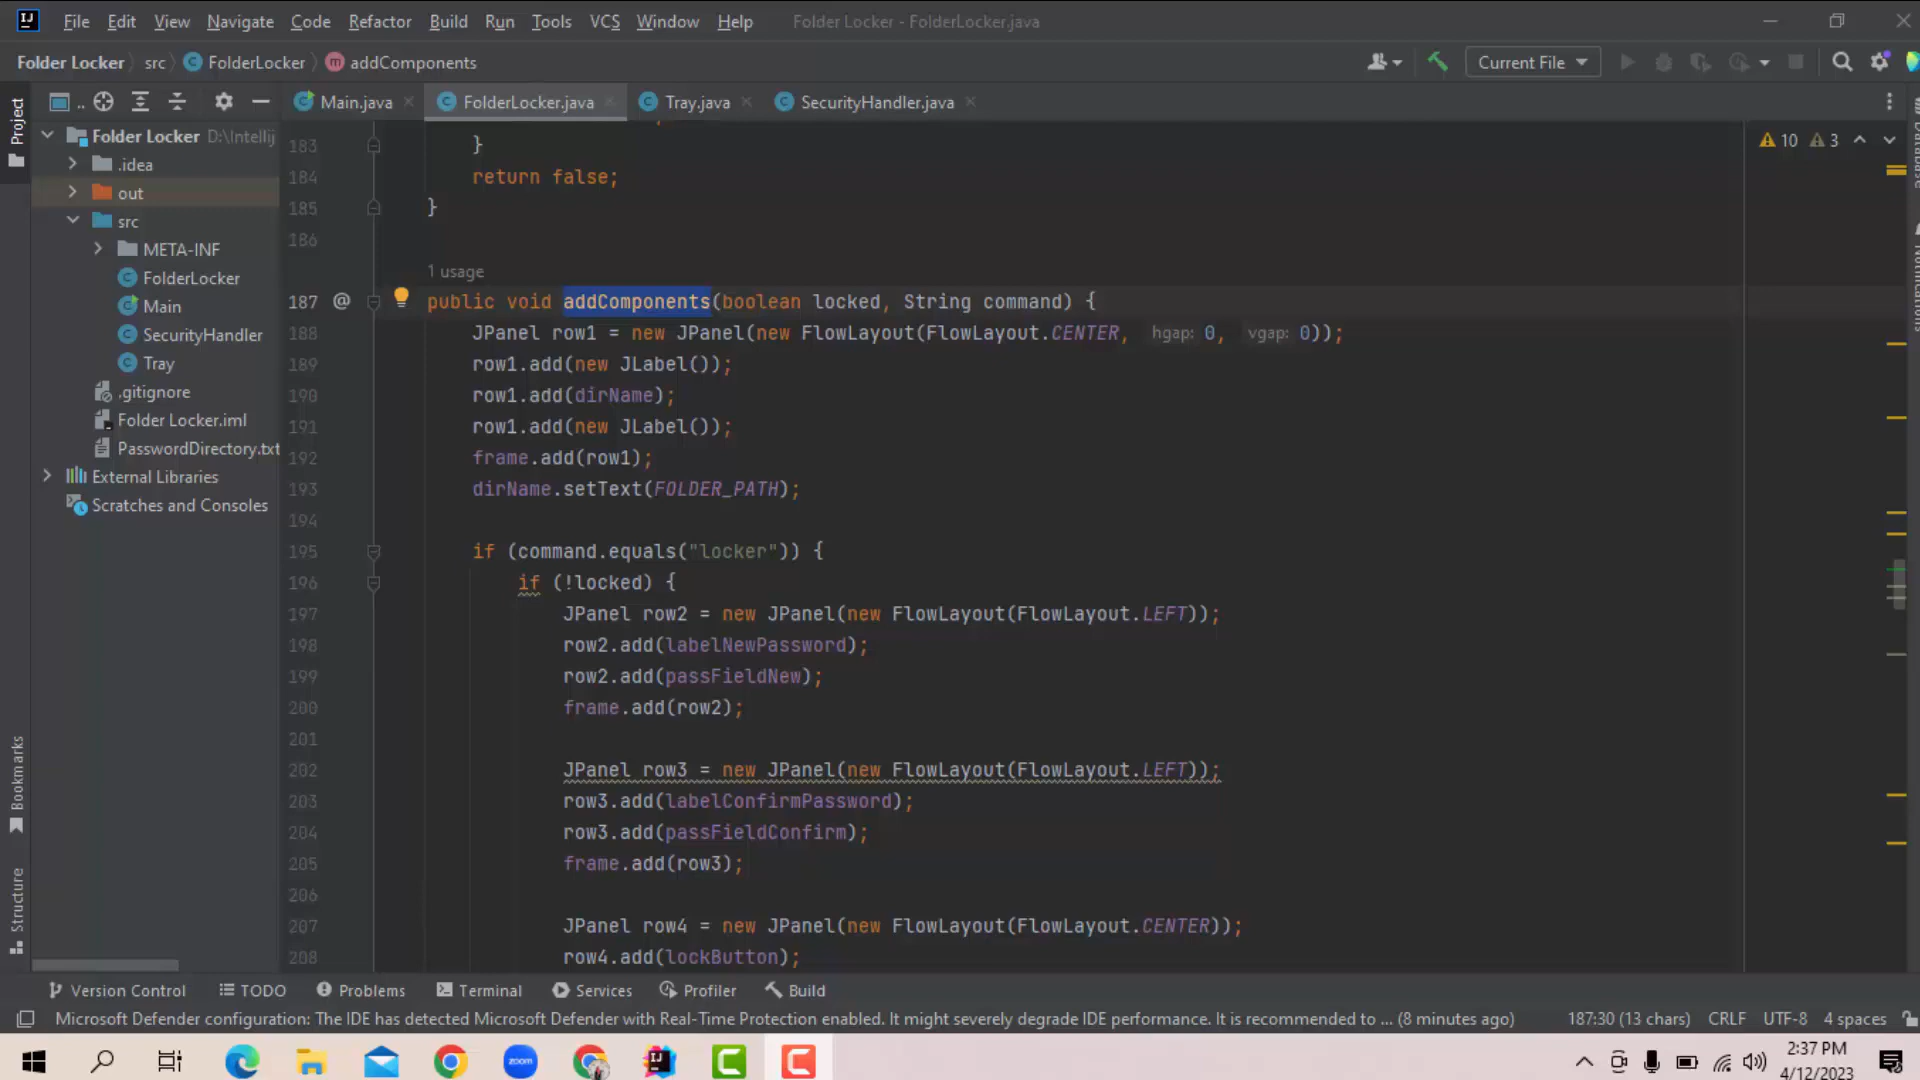 File Edit View Navigate Code Refactor Build Run Tools VCS Window Help Folder Locker - FolderLocker.java
Folder Locker src FolderLocker addComponents Current File
Project
Main.java FolderLocker.java Tray.java SecurityHandler.java
Folder Locker D:\Intellij
.idea
out
src
META-INF
FolderLocker
Main
SecurityHandler
Tray
.gitignore
Folder Locker.iml
PasswordDirectory.txt
External Libraries
Scratches and Consoles
10 3
Database
Notifications
183 }
184 return false;
185 }
186
1 usage
187 @ public void addComponents(boolean locked, String command) {
188 JPanel row1 = new JPanel(new FlowLayout(FlowLayout.CENTER, hgap: 0, vgap: 0));
189 row1.add(new JLabel());
190 row1.add(dirName);
191 row1.add(new JLabel());
192 frame.add(row1);
193 dirName.setText(FOLDER_PATH);
194
195 if (command.equals("locker")) {
196 if (!locked) {
197 JPanel row2 = new JPanel(new FlowLayout(FlowLayout.LEFT));
198 row2.add(labelNewPassword);
199 row2.add(passFieldNew);
200 frame.add(row2);
201
202 JPanel row3 = new JPanel(new FlowLayout(FlowLayout.LEFT));
203 row3.add(labelConfirmPassword);
204 row3.add(passFieldConfirm);
205 frame.add(row3);
206
207 JPanel row4 = new JPanel(new FlowLayout(FlowLayout.CENTER));
208 row4.add(lockButton);
Bookmarks
Structure
Version Control TODO Problems Terminal Services Profiler Build
Microsoft Defender configuration: The IDE has detected Microsoft Defender with Real-Time Protection enabled. It might severely degrade IDE performance. It is recommended to ... (8 minutes ago) 187:30 (13 chars) CRLF UTF-8 4 spaces
zoom
2:37 PM
4/12/2023